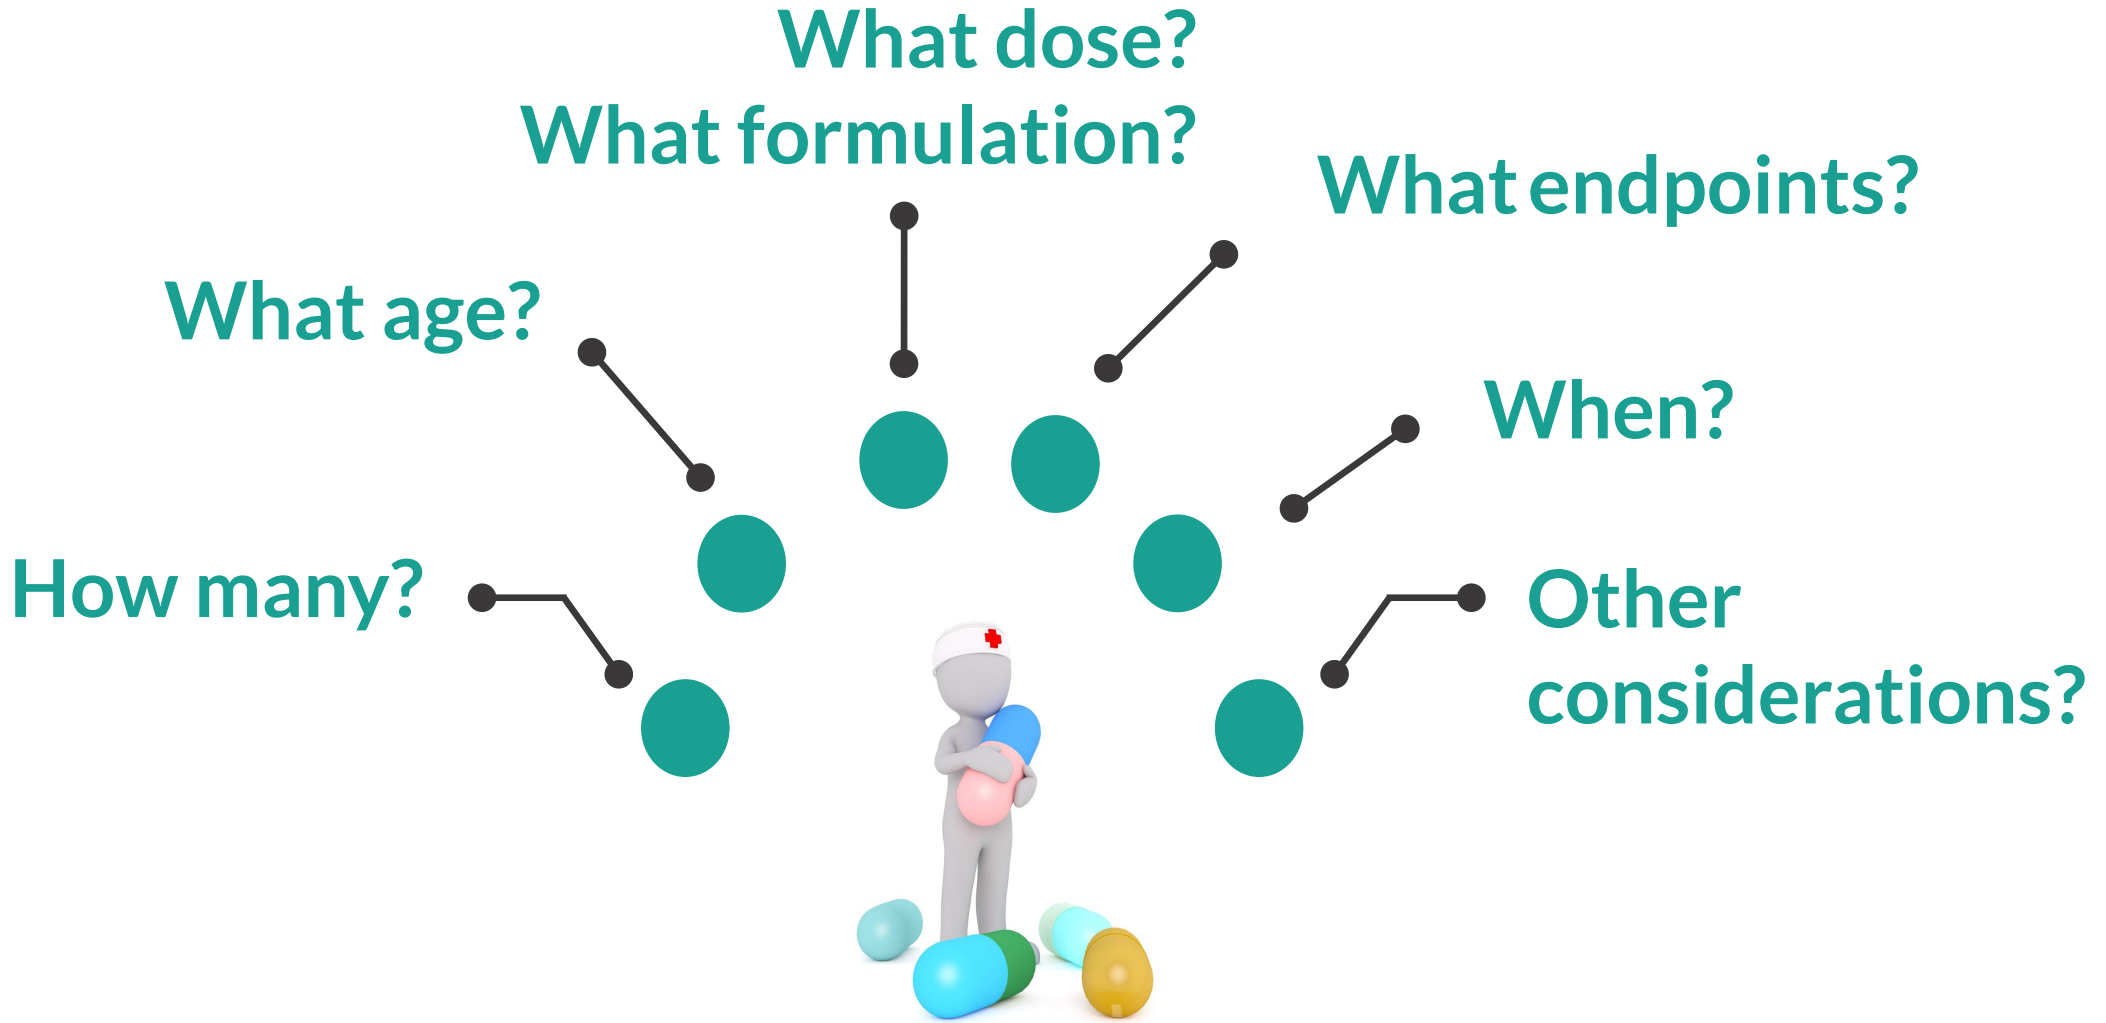 What dose?
What formulation?
What endpoints?
What age?
When?
How many?
Other
considerations?